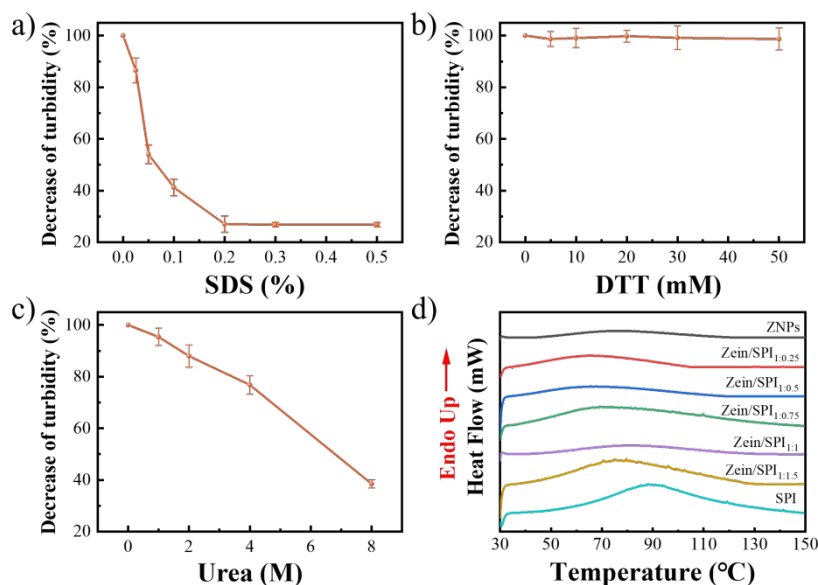 a)
Decrease of turbidity (%)
100
80
60
40
20
0.0 0.1 0.2 0.3 0.4 0.5
SDS (%)
b)
Decrease of turbidity (%)
100
80
60
40
20
0 10 20 30 40 50
DTT (mM)
c)
Decrease of turbidity (%)
100
80
60
40
20
0 2 4 6 8
Urea (M)
d)
Endo Up
Heat Flow (mW)
ZNPs
Zein/SPI1:0.25
Zein/SPI1:0.5
Zein/SPI1:0.75
Zein/SPI1:1
Zein/SPI1:1.5
SPI
30 50 70 90 110 130 150
Temperature (℃)